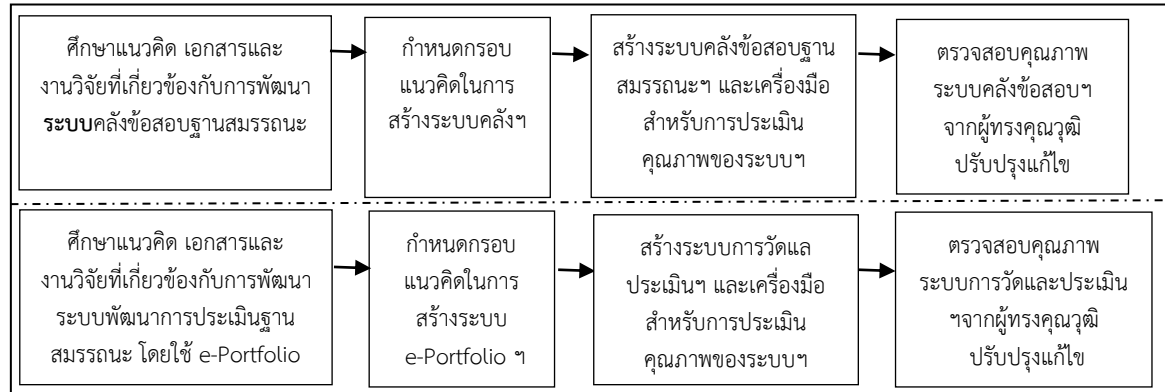 ศึกษาแนวคิด เอกสารและ
งานวิจัยที่เกี่ยวข้องกับการพัฒนา
ระบบคลังข้อสอบฐานสมรรถนะ
กำหนดกรอบ
แนวคิดในการ
สร้างระบบคลังฯ
สร้างระบบคลังข้อสอบฐาน
สมรรถนะฯ และเครื่องมือ
สำหรับการประเมิน
คุณภาพของระบบฯ
ตรวจสอบคุณภาพ
ระบบคลังข้อสอบฯ
จากผู้ทรงคุณวุฒิ
ปรับปรุงแก้ไข
ศึกษาแนวคิด เอกสารและ
งานวิจัยที่เกี่ยวข้องกับการพัฒนา
ระบบพัฒนาการประเมินฐาน
สมรรถนะ โดยใช้ e-Portfolio
กำหนดกรอบ
แนวคิดในการ
สร้างระบบ
e-Portfolio ฯ
สร้างระบบการวัดแล
ประเมินฯ และเครื่องมือ
สำหรับการประเมิน
คุณภาพของระบบฯ
ตรวจสอบคุณภาพ
ระบบการวัดและประเมิน
ฯจากผู้ทรงคุณวุฒิ
ปรับปรุงแก้ไข